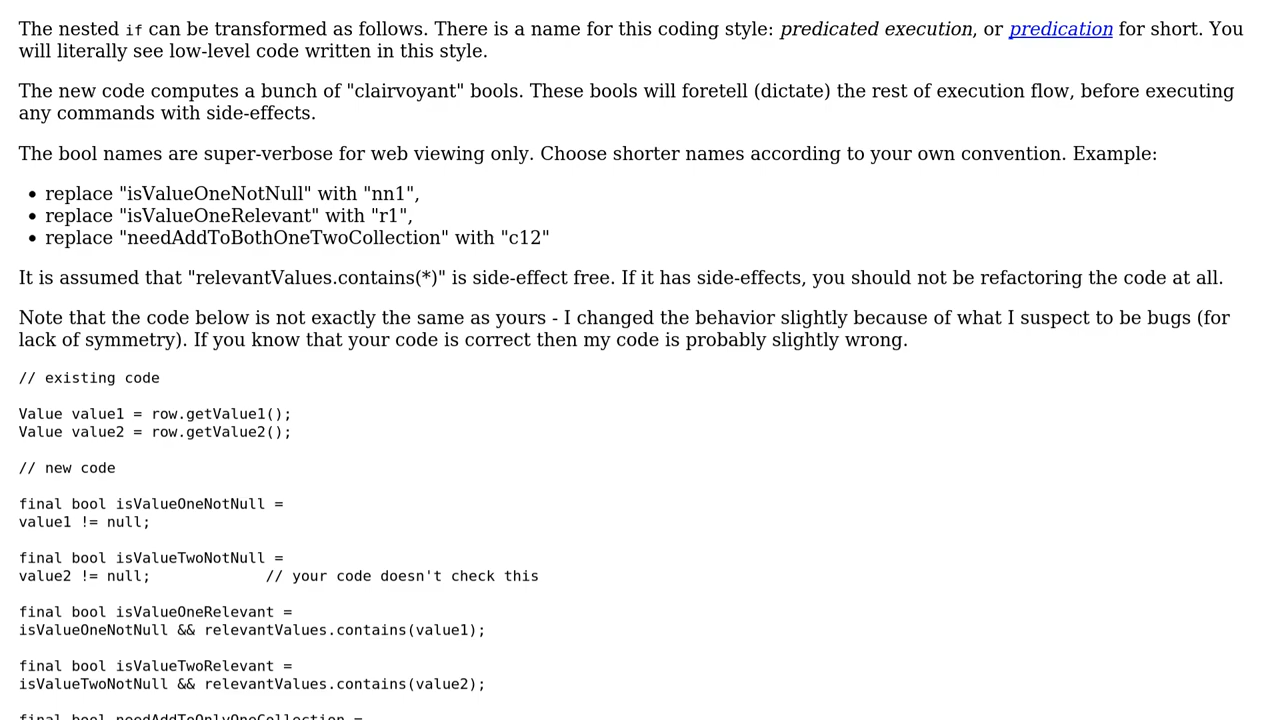 The nested if can be transformed as follows. There is a name for this coding style: predicated execution, or predication for short. You
will literally see low-level code written in this style.
The new code computes a bunch of "clairvoyant" bools. These bools will foretell (dictate) the rest of execution flow, before executing
any commands with side-effects.
The bool names are super-verbose for web viewing only. Choose shorter names according to your own convention. Example:
• replace "isValueOneNotNull" with "nn1",
• replace "isValueOneRelevant" with "r1",
• replace "needAddToBothOneTwoCollection" with "c12"
It is assumed that "relevantValues.contains(*)" is side-effect free. If it has side-effects, you should not be refactoring the code at all.
Note that the code below is not exactly the same as yours - I changed the behavior slightly because of what I suspect to be bugs (for
lack of symmetry). If you know that your code is correct then my code is probably slightly wrong.
// existing code
Value value1 = row.getValue1();
Value value2 = row.getValue2();
// new code
final bool isValueOneNotNull =
value1 != null;
final bool isValueTwoNotNull =
value2 != null;             // your code doesn't check this
final bool isValueOneRelevant =
isValueOneNotNull && relevantValues.contains(value1);
final bool isValueTwoRelevant =
isValueTwoNotNull && relevantValues.contains(value2);
final bool needAddToOnlyOneCollection =